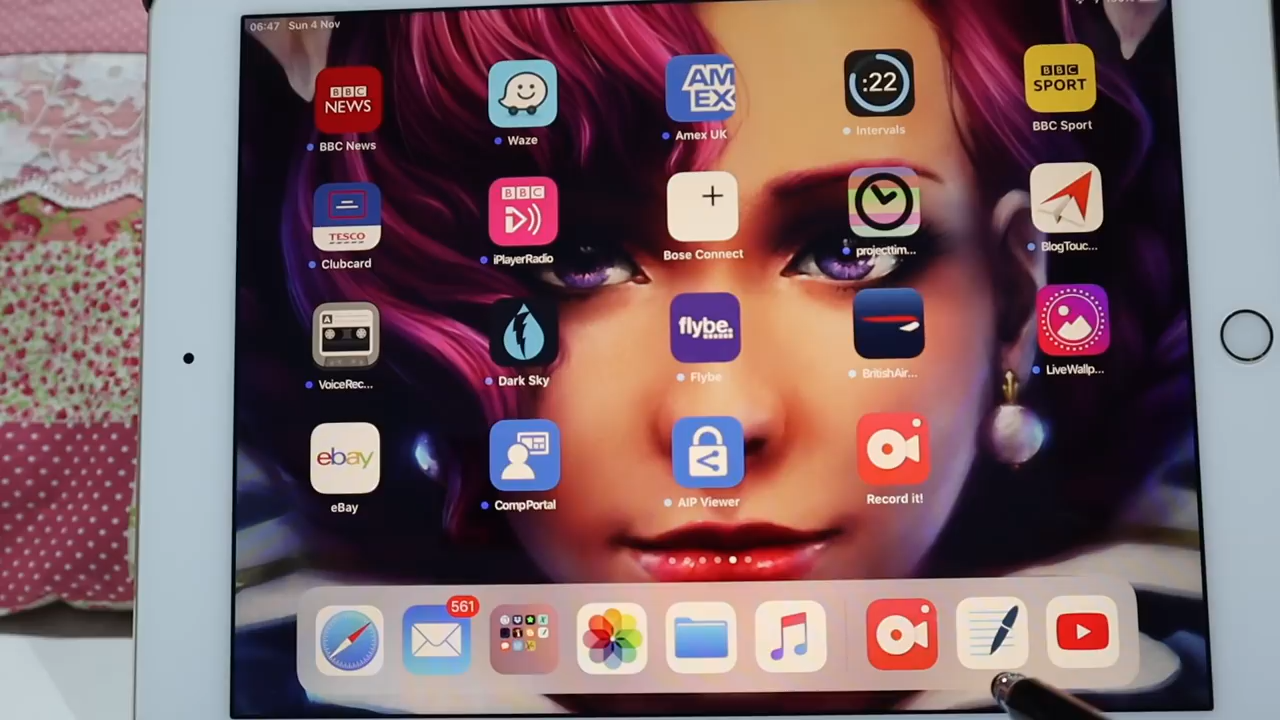 06:47 Sun 4 Nov
BBC NEWS
:22
BBC SPORT
AM
EX
BBC News
Waze
Amex UK
Intervals
BBC Sport
BBC
TESCO
Clubcard
iPlayerRadio
Bose Connect
projecttim...
BlogTouc...
A
flybe.
VoiceRec...
Dark Sky
Flybe
BritishAir...
LiveWallp...
ebay
eBay
CompPortal
AIP Viewer
Record it!
561